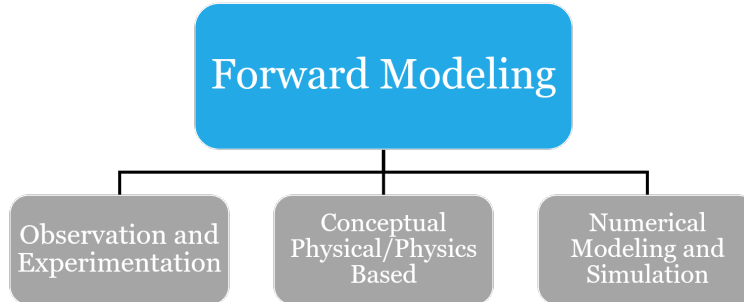 Forward Modeling
Observation and
Experimentation
Conceptual
Physical/Physics
Based
Numerical
Modeling and
Simulation